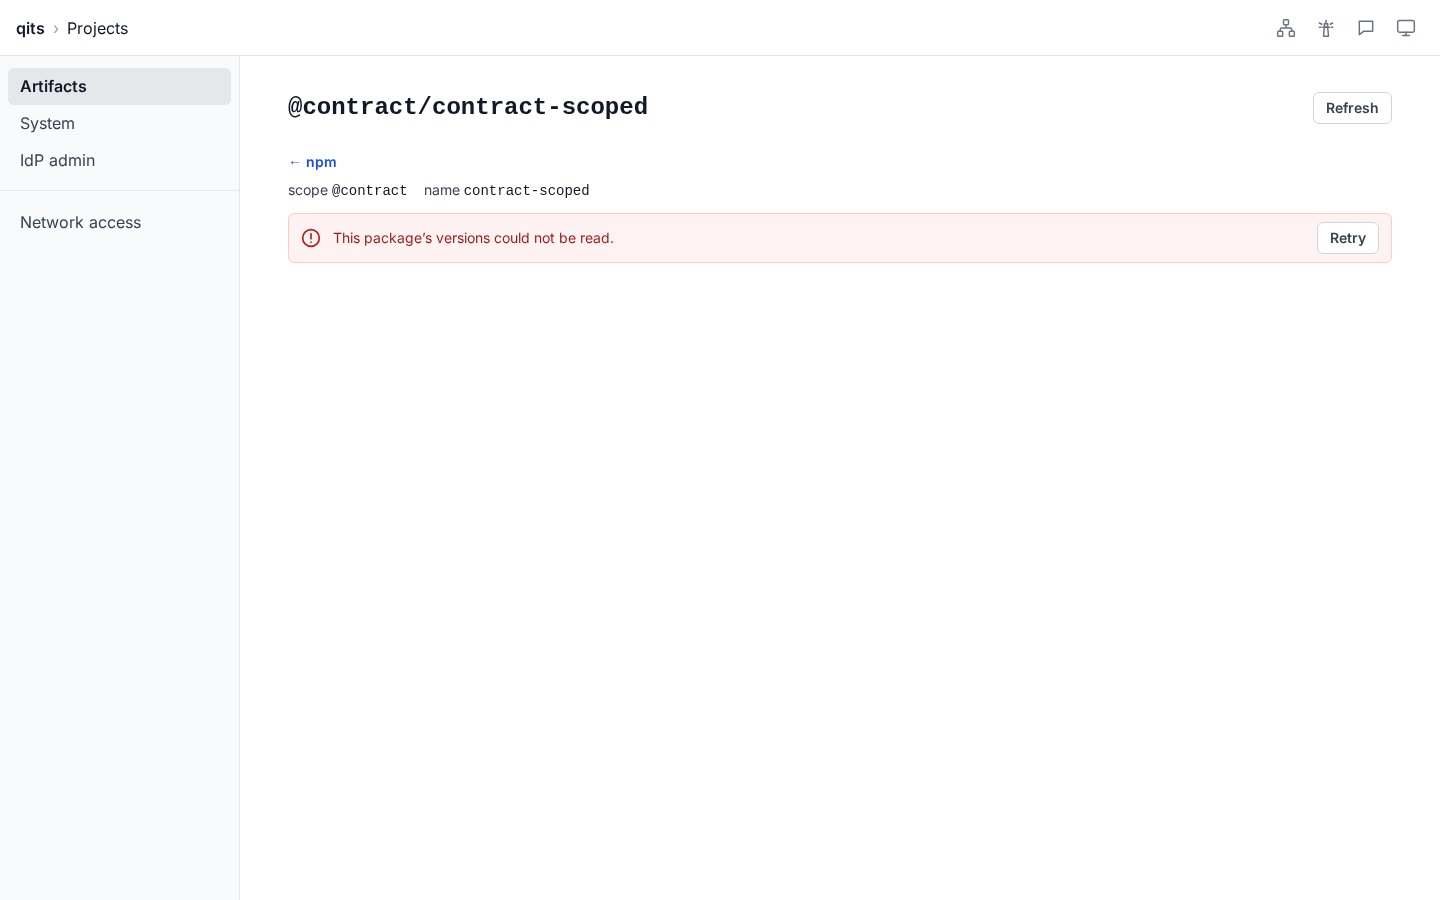 qits › Projects
Artifacts
System
IdP admin
Network access
@contract/contract-scoped
Refresh
← npm
scope @contract name contract-scoped
This package’s versions could not be read.
Retry